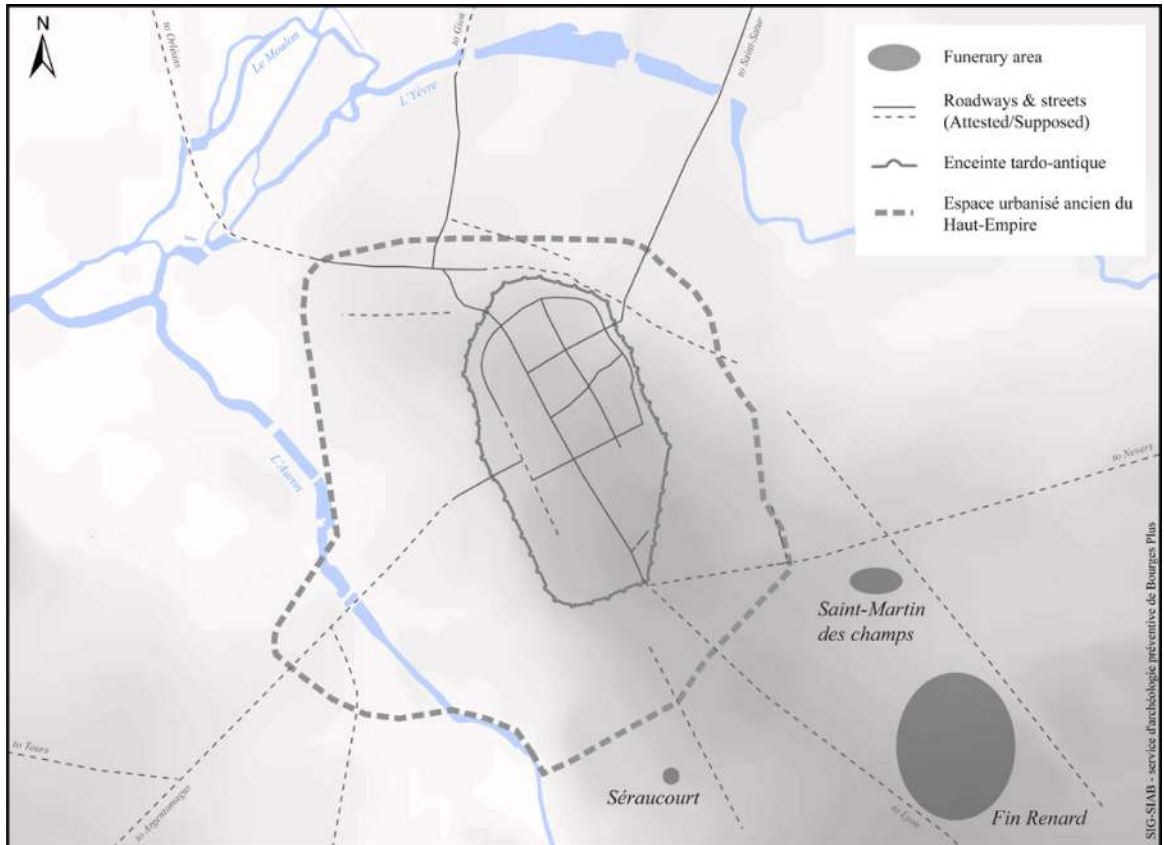 N
to Orléans
Le Moulon
to Gien
L'Yèvre
to Saint-Satur
Funerary area
Roadways & streets
(Attested/Supposed)
Enceinte tardo-antique
Espace urbanisé ancien du
Haut-Empire
L'Auron
to Nevers
Saint-Martin
des champs
Séraucourt
Fin Renard
to Tours
to Argentomagus
to Lyon
SIG-SIAB - service d'archéologie préventive de Bourges Plus